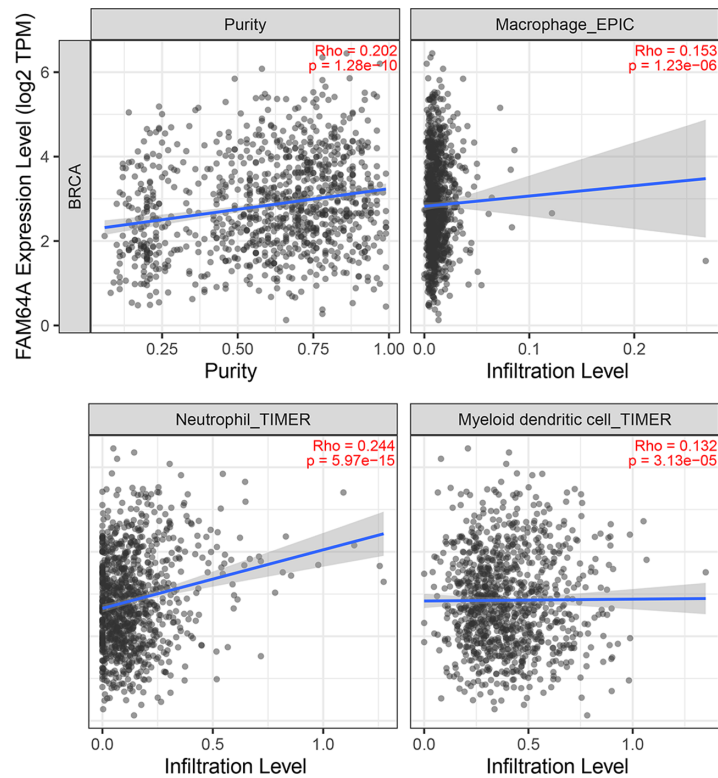 Purity
Macrophage_EPIC
Rho = 0.202
p = 1.28e−10
Rho = 0.153
p = 1.23e−06
FAM64A Expression Level (log2 TPM)
BRCA
6
4
2
0
0.25
0.50
0.75
1.00
Purity
0.0
0.1
0.2
Infiltration Level
Neutrophil_TIMER
Myeloid dendritic cell_TIMER
Rho = 0.244
p = 5.97e−15
Rho = 0.132
p = 3.13e−05
0.0
0.5
1.0
Infiltration Level
0.0
0.5
1.0
Infiltration Level